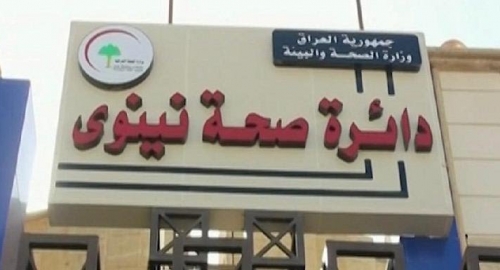 جمهورية العراق
وزارة الصحة والبيئة
دائرة صحة نينوى